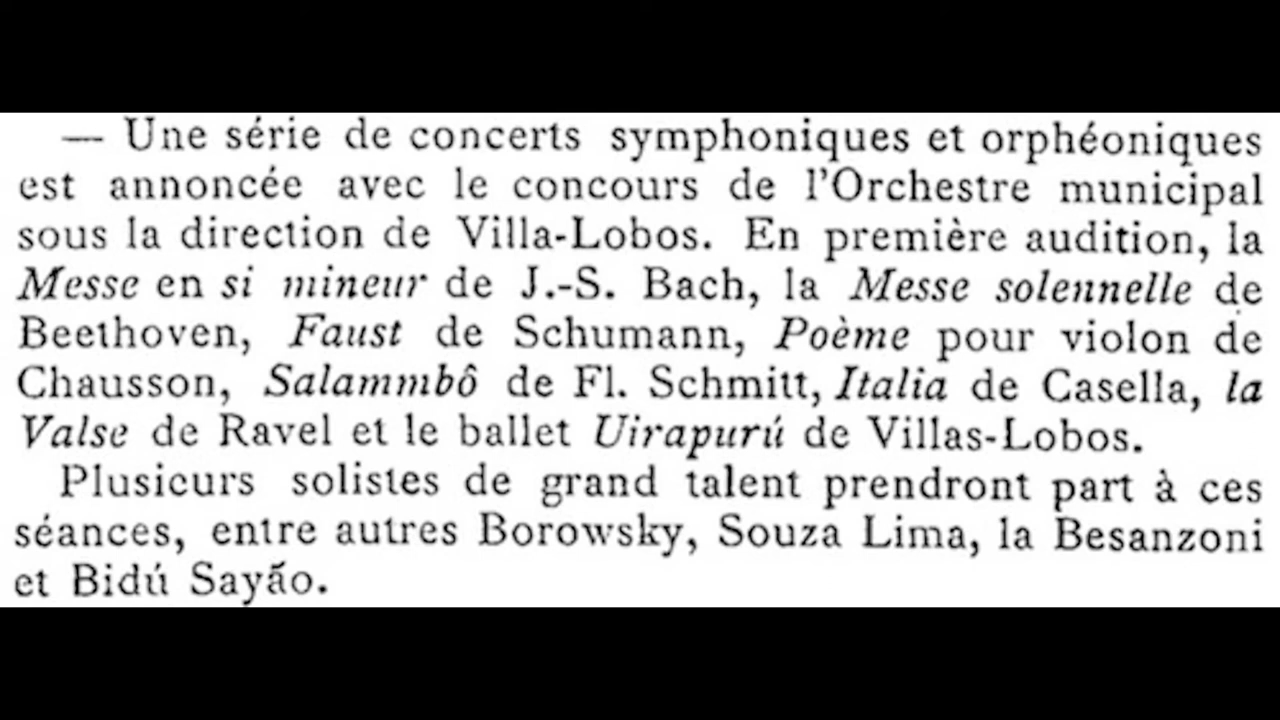 — Une série de concerts symphoniques et orphéoniques
est annoncée avec le concours de l'Orchestre municipal
sous la direction de Villa-Lobos. En première audition, la
Messe en si mineur de J.-S. Bach, la Messe solennelle de
Beethoven, Faust de Schumann, Poème pour violon de
Chausson, Salammbô de Fl. Schmitt, Italia de Casella, la
Valse de Ravel et le ballet Uirapurú de Villas-Lobos.
Plusieurs solistes de grand talent prendront part à ces
séances, entre autres Borowsky, Souza Lima, la Besanzoni
et Bidú Sayão.